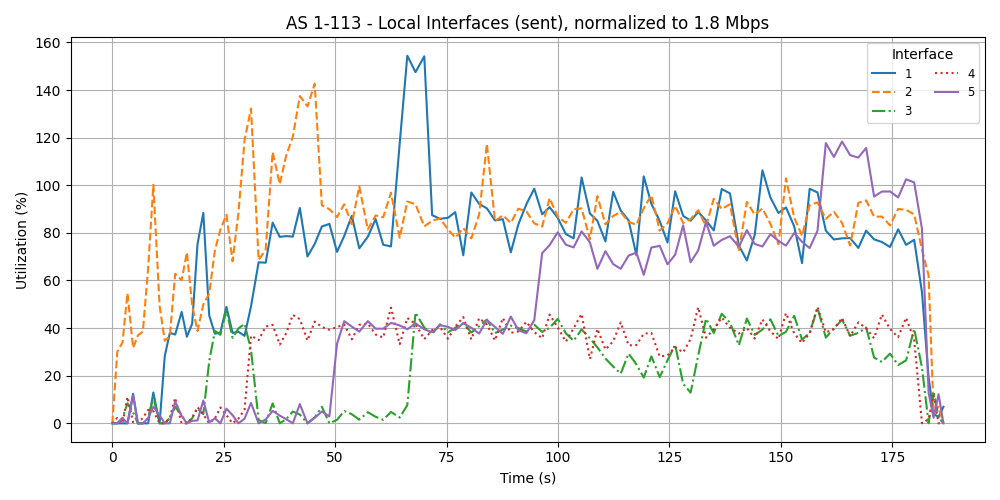 AS 1-113 - Local Interfaces (sent), normalized to 1.8 Mbps
Interface
1
2
3
4
5
Utilization (%)
160
140
120
100
80
60
40
20
0
0 25 50 75 100 125 150 175
Time (s)